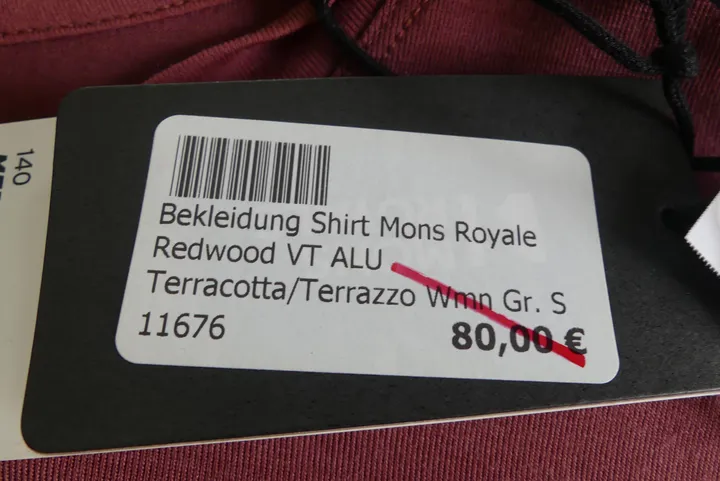 Bekleidung Shirt Mons Royale
Redwood VT ALU
Terracotta/Terrazzo Wmn Gr. S
11676 80,00 €
140